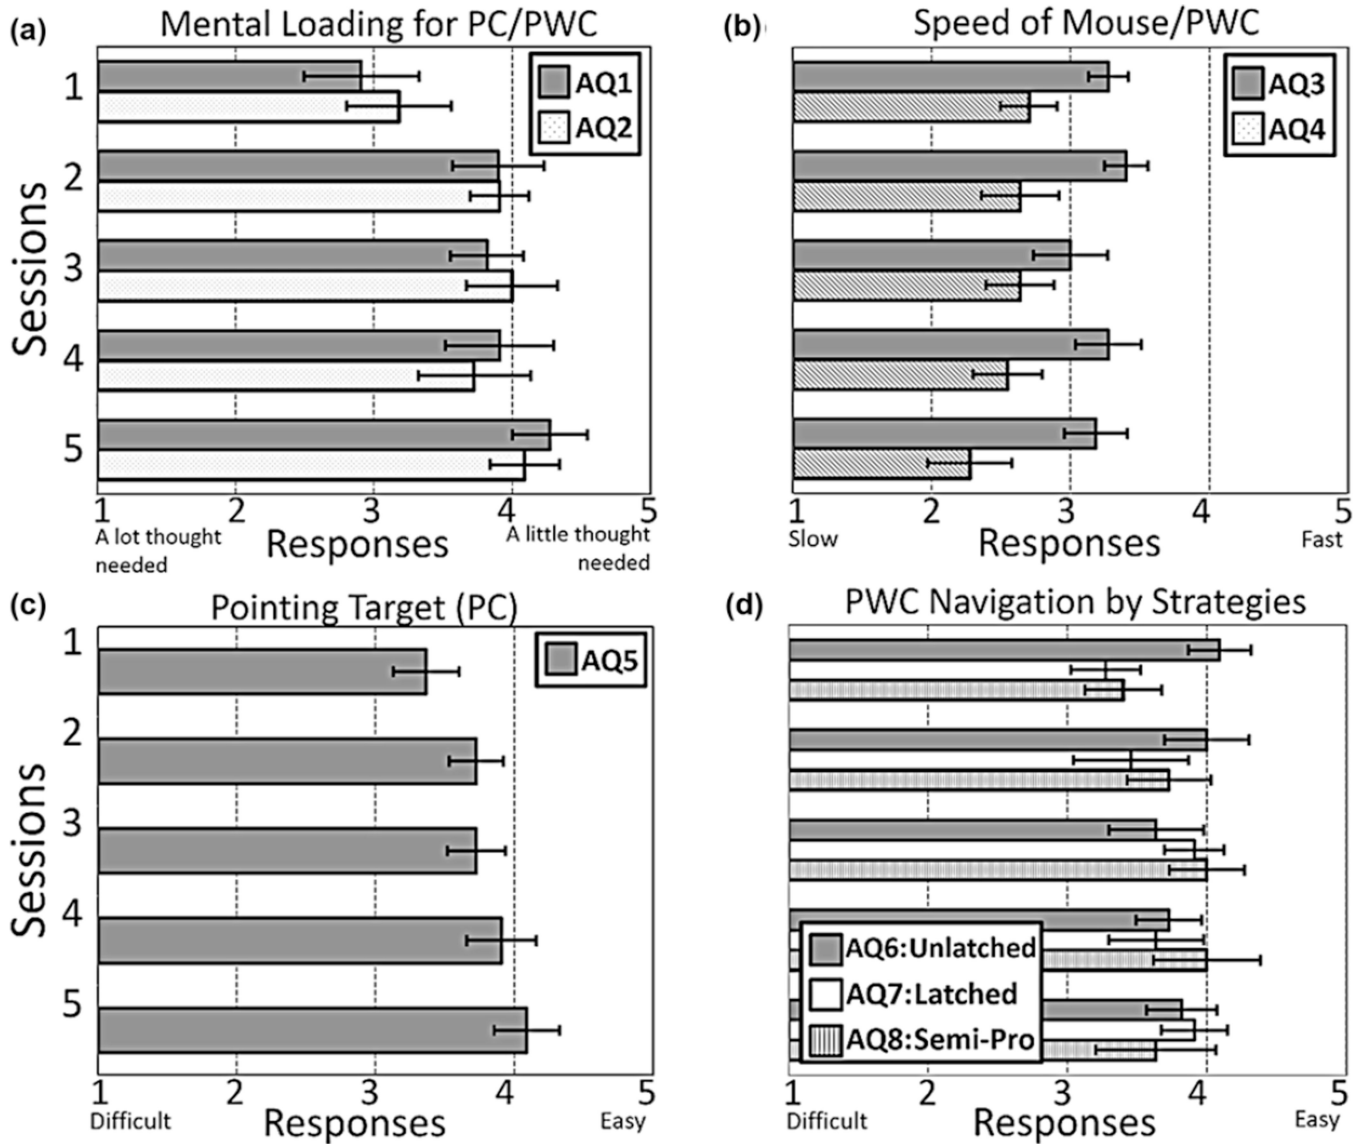 (a) Mental Loading for PC/PWC
AQ1
AQ2
Sessions
1
2
3
4
5
1 2 3 4 5
A lot thought
needed
Responses
A little thought
needed
(b) Speed of Mouse/PWC
AQ3
AQ4
1 2 3 4 5
Slow
Responses
Fast
(c) Pointing Target (PC)
AQ5
Sessions
1
2
3
4
5
1 2 3 4 5
Difficult
Responses
Easy
(d) PWC Navigation by Strategies
AQ6:Unlatched
AQ7:Latched
AQ8:Semi-Pro
1 2 3 4 5
Difficult
Responses
Easy